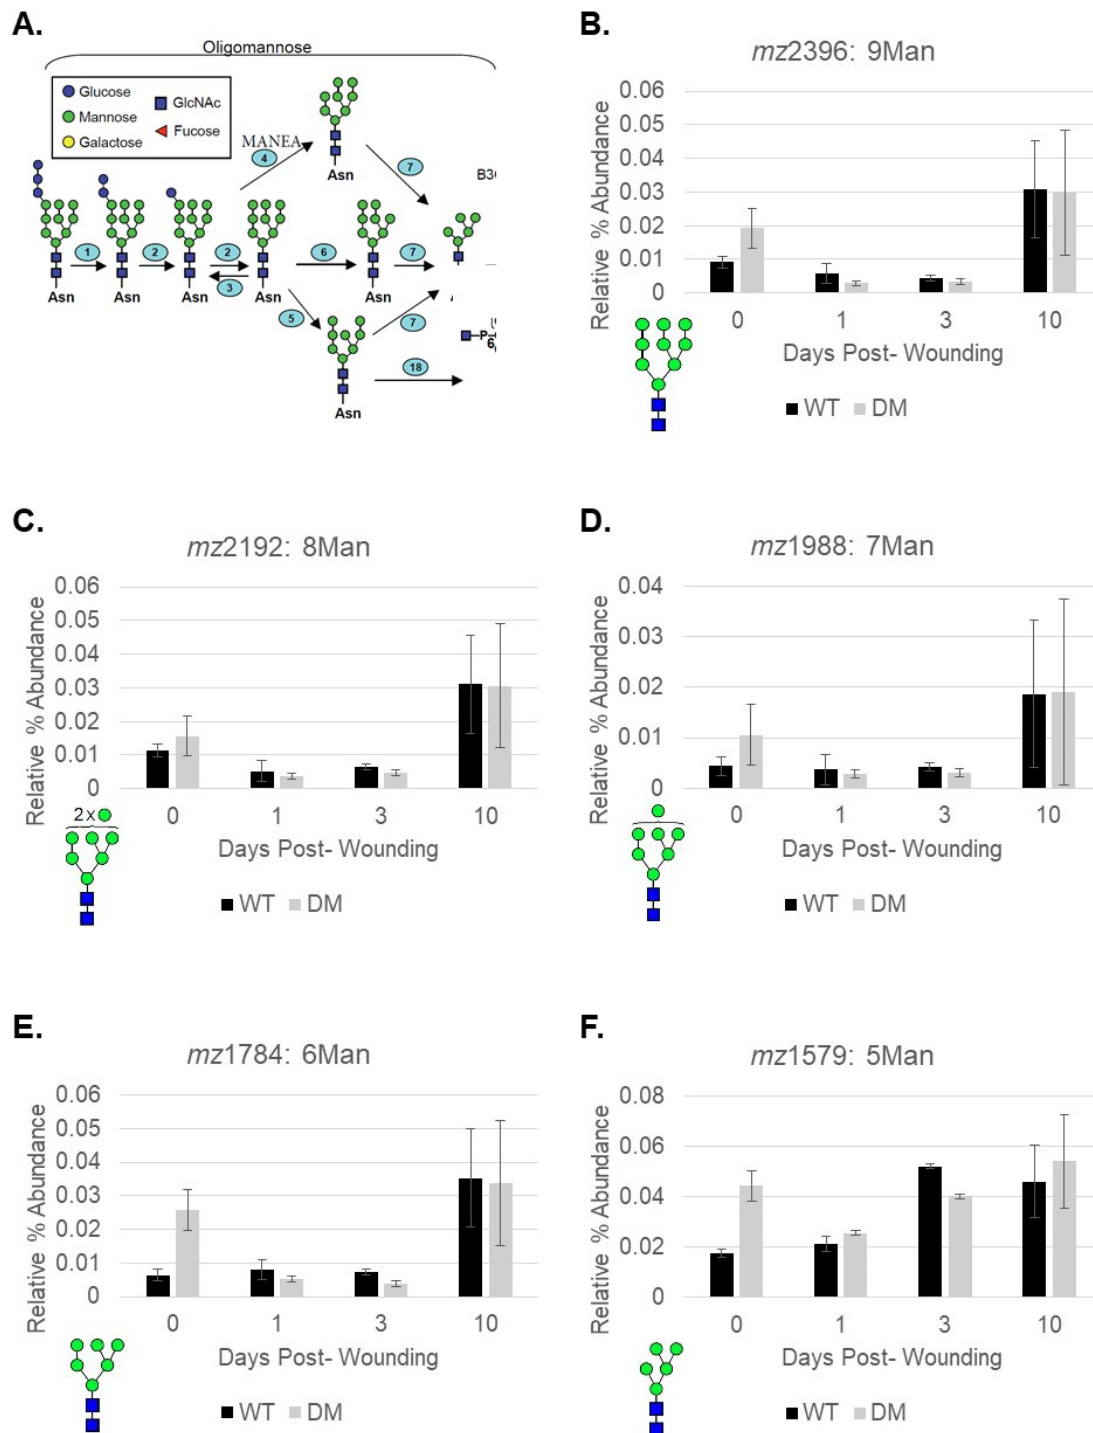 A.
Oligomannose
Glucose
Mannose
Galactose
GlcNAc
Fucose
MANEA
4
Asn
7
1
2
2
3
6
7
Asn
Asn
Asn
Asn
Asn
5
7
18
Asn
B.
mz2396: 9Man
Relative % Abundance
0.06
0.05
0.04
0.03
0.02
0.01
0
0 1 3 10
Days Post- Wounding
WT DM
C.
mz2192: 8Man
Relative % Abundance
0.06
0.05
0.04
0.03
0.02
0.01
0
0 1 3 10
2x
Days Post- Wounding
WT DM
D.
mz1988: 7Man
Relative % Abundance
0.04
0.03
0.02
0.01
0
0 1 3 10
Days Post- Wounding
WT DM
E.
mz1784: 6Man
Relative % Abundance
0.06
0.05
0.04
0.03
0.02
0.01
0
0 1 3 10
Days Post- Wounding
WT DM
F.
mz1579: 5Man
Relative % Abundance
0.08
0.06
0.04
0.02
0
0 1 3 10
Days Post- Wounding
WT DM